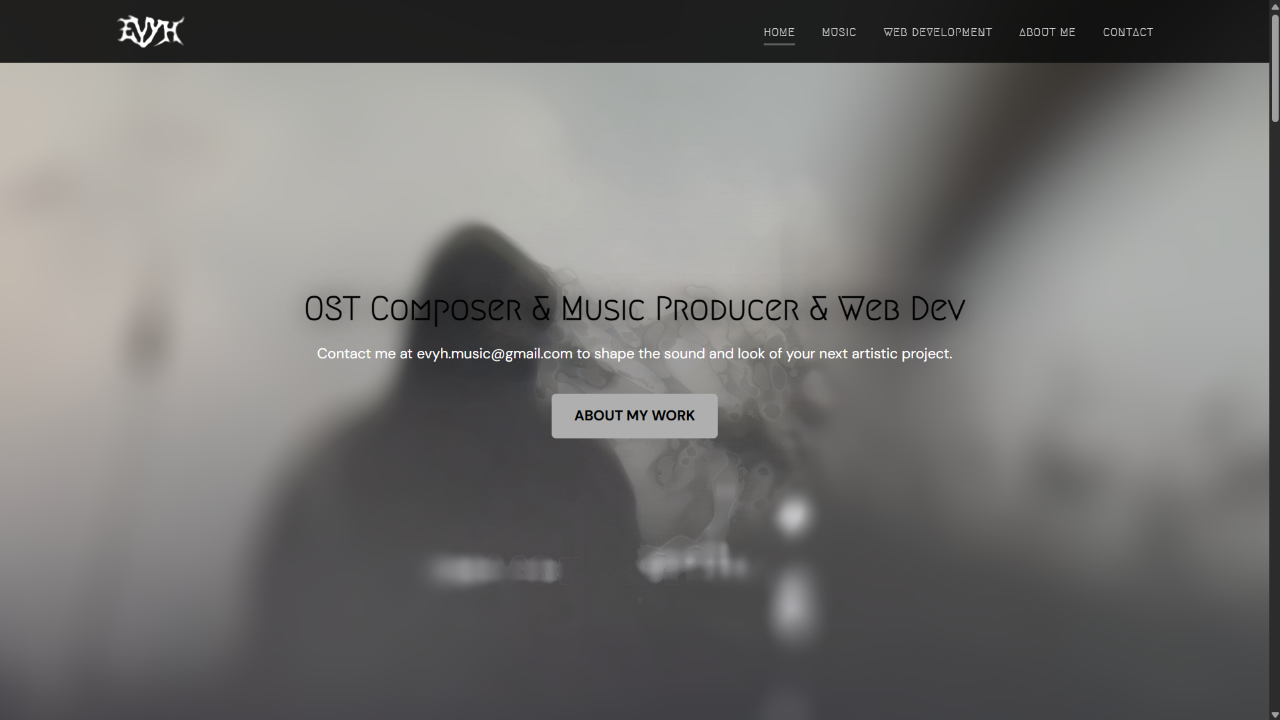 EVYH
HOME MUSIC WEB DEVELOPMENT ABOUT ME CONTACT
OST Composer & Music Producer & Web Dev
Contact me at evyh.music@gmail.com to shape the sound and look of your next artistic project.
ABOUT MY WORK